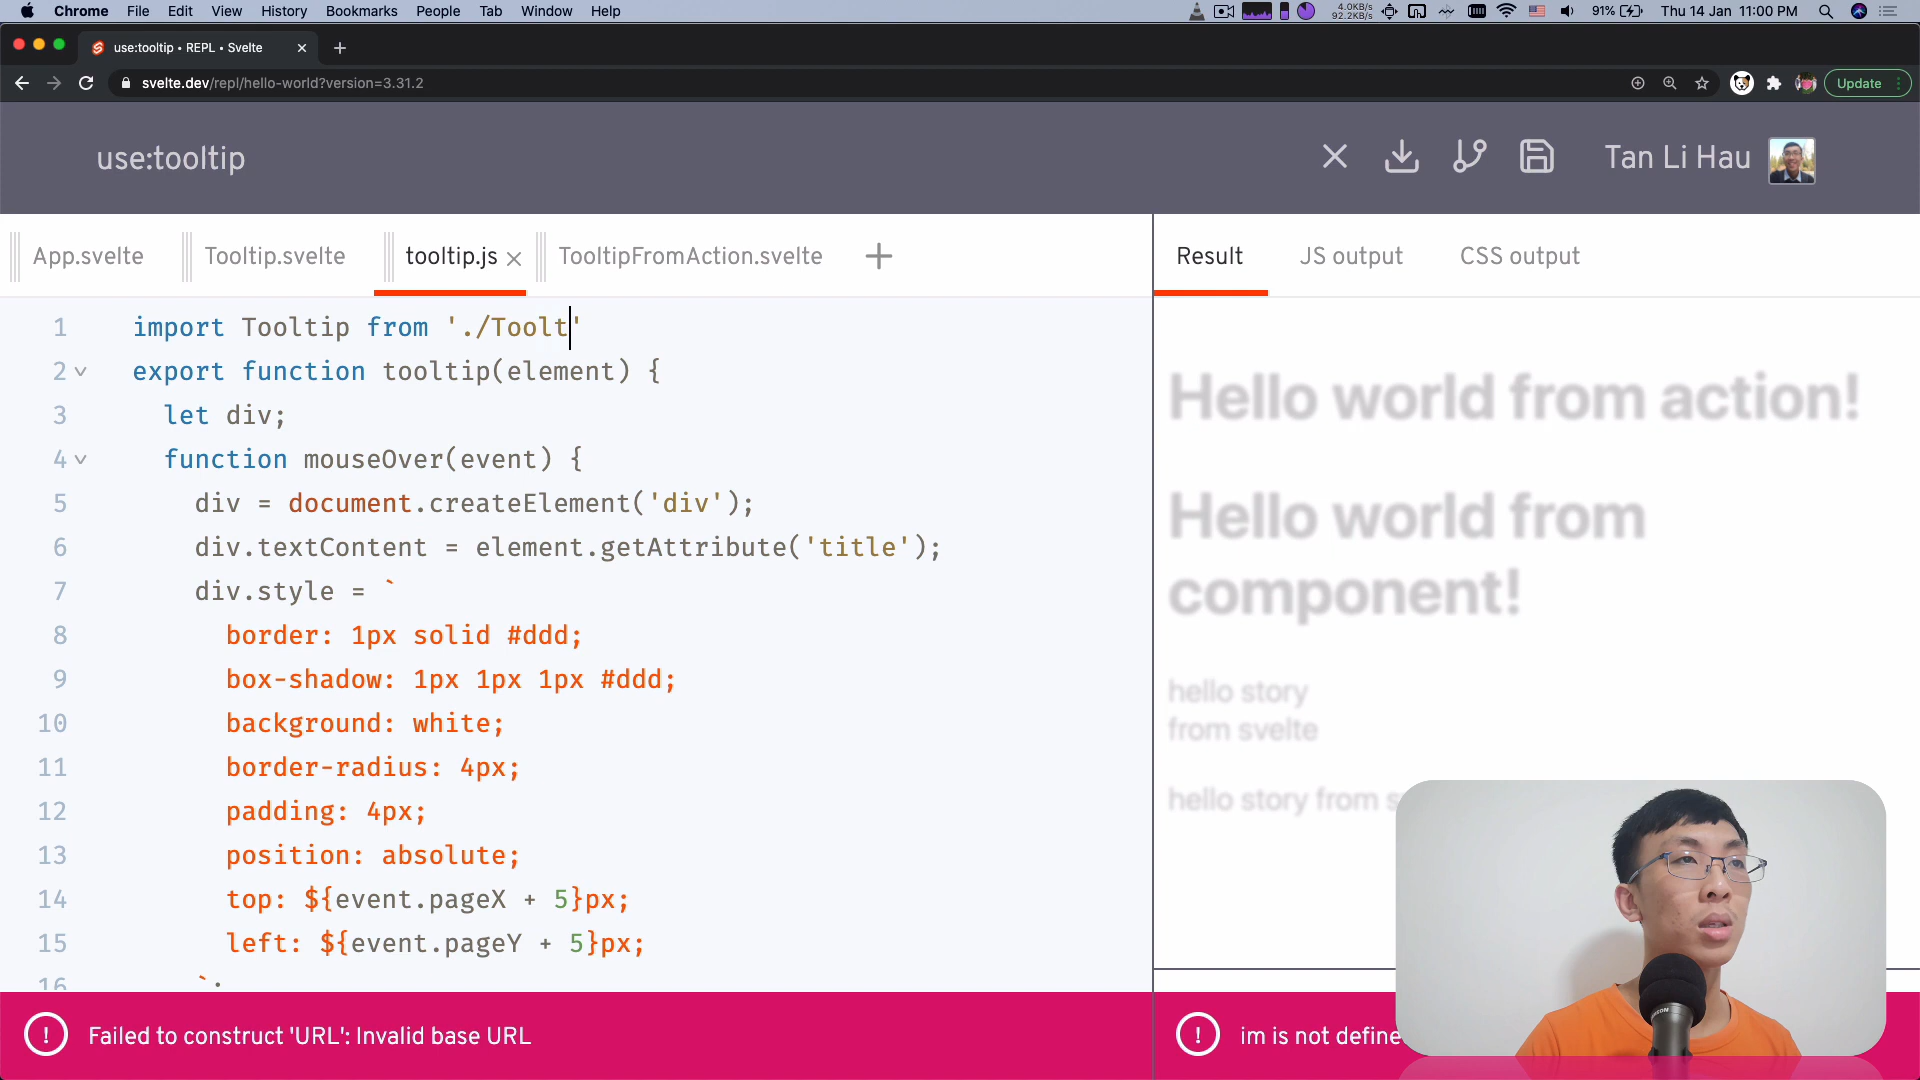 Chrome File Edit View History Bookmarks People Tab Window Help
4.0KB/s
92.2KB/s
91%
Thu 14 Jan 11:00 PM
use:tooltip • REPL • Svelte
svelte.dev/repl/hello-world?version=3.31.2
Update
use:tooltip
Tan Li Hau
App.svelte
Tooltip.svelte
tooltip.js
TooltipFromAction.svelte
Result
JS output
CSS output
1 import Tooltip from './Toolt'
2 export function tooltip(element) {
3 let div;
4 function mouseOver(event) {
5 div = document.createElement('div');
6 div.textContent = element.getAttribute('title');
7 div.style = `
8 border: 1px solid #ddd;
9 box-shadow: 1px 1px 1px #ddd;
10 background: white;
11 border-radius: 4px;
12 padding: 4px;
13 position: absolute;
14 top: ${event.pageX + 5}px;
15 left: ${event.pageY + 5}px;
16 `;
Hello world from action!
Hello world from
component!
hello story
from svelte
hello story from
Failed to construct 'URL': Invalid base URL
im is not define